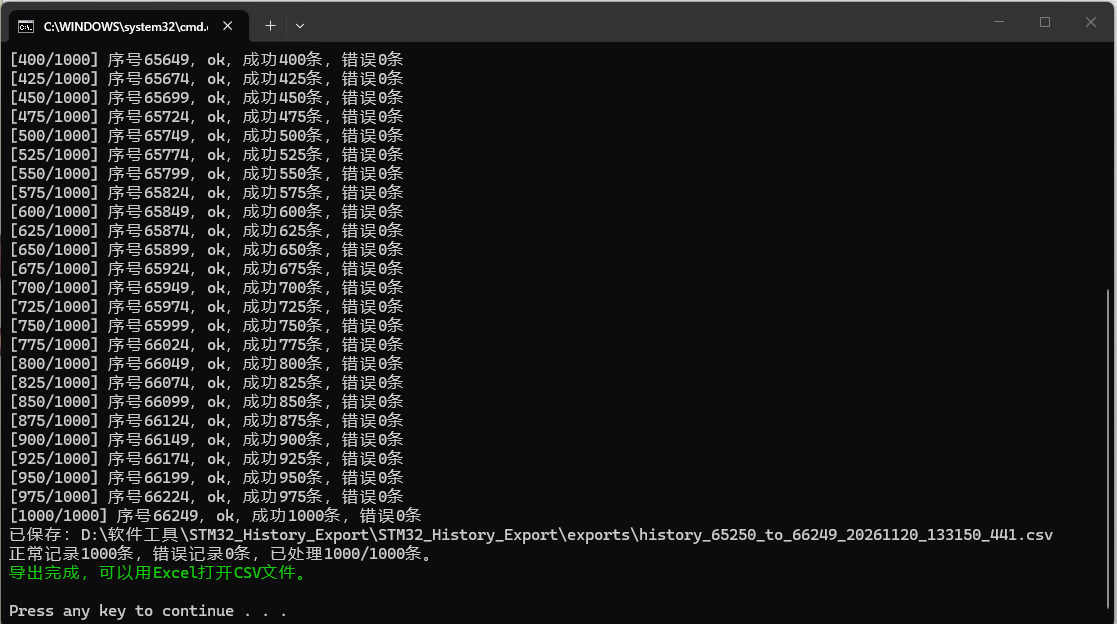 C:\WINDOWS\system32\cmd.
[400/1000] 序号65649, ok, 成功400条, 错误0条
[425/1000] 序号65674, ok, 成功425条, 错误0条
[450/1000] 序号65699, ok, 成功450条, 错误0条
[475/1000] 序号65724, ok, 成功475条, 错误0条
[500/1000] 序号65749, ok, 成功500条, 错误0条
[525/1000] 序号65774, ok, 成功525条, 错误0条
[550/1000] 序号65799, ok, 成功550条, 错误0条
[575/1000] 序号65824, ok, 成功575条, 错误0条
[600/1000] 序号65849, ok, 成功600条, 错误0条
[625/1000] 序号65874, ok, 成功625条, 错误0条
[650/1000] 序号65899, ok, 成功650条, 错误0条
[675/1000] 序号65924, ok, 成功675条, 错误0条
[700/1000] 序号65949, ok, 成功700条, 错误0条
[725/1000] 序号65974, ok, 成功725条, 错误0条
[750/1000] 序号65999, ok, 成功750条, 错误0条
[775/1000] 序号66024, ok, 成功775条, 错误0条
[800/1000] 序号66049, ok, 成功800条, 错误0条
[825/1000] 序号66074, ok, 成功825条, 错误0条
[850/1000] 序号66099, ok, 成功850条, 错误0条
[875/1000] 序号66124, ok, 成功875条, 错误0条
[900/1000] 序号66149, ok, 成功900条, 错误0条
[925/1000] 序号66174, ok, 成功925条, 错误0条
[950/1000] 序号66199, ok, 成功950条, 错误0条
[975/1000] 序号66224, ok, 成功975条, 错误0条
[1000/1000] 序号66249, ok, 成功1000条, 错误0条
已保存: D:\软件工具\STM32_History_Export\STM32_History_Export\exports\history_65250_to_66249_20261120_133150_441.csv
正常记录1000条, 错误记录0条, 已处理1000/1000条。
导出完成, 可以用Excel打开CSV文件。
Press any key to continue . . .